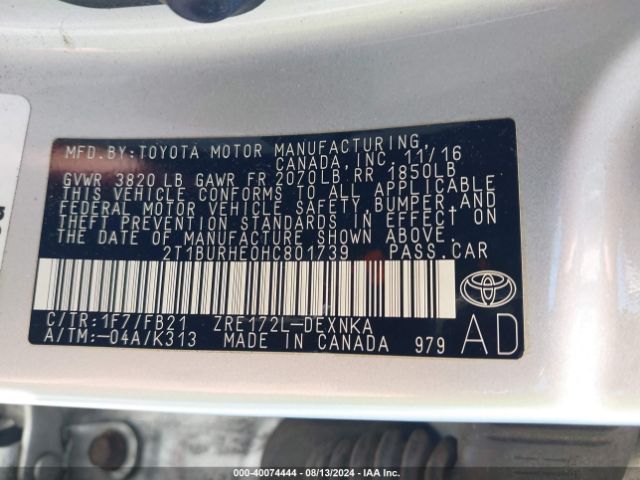 MFD.BY:TOYOTA MOTOR MANUFACTURING,
CANADA, INC. 11/16
GVWR 3820 LB GAWR FR 2070LB RR 1850LB
THIS VEHICLE CONFORMS TO ALL APPLICABLE
FEDERAL MOTOR VEHICLE SAFETY, BUMPER, AND
THEFT PREVENTION STANDARDS IN EFFECT ON
THE DATE OF MANUFACTURE SHOWN ABOVE.
2T1BURHE0HC801739 PASS.CAR
C/TR:1F7/FB21 ZRE172L-DEXNKA
A/TM:-04A/K313 MADE IN CANADA 979
AD
000-40074444 - 08/13/2024 - IAA Inc.